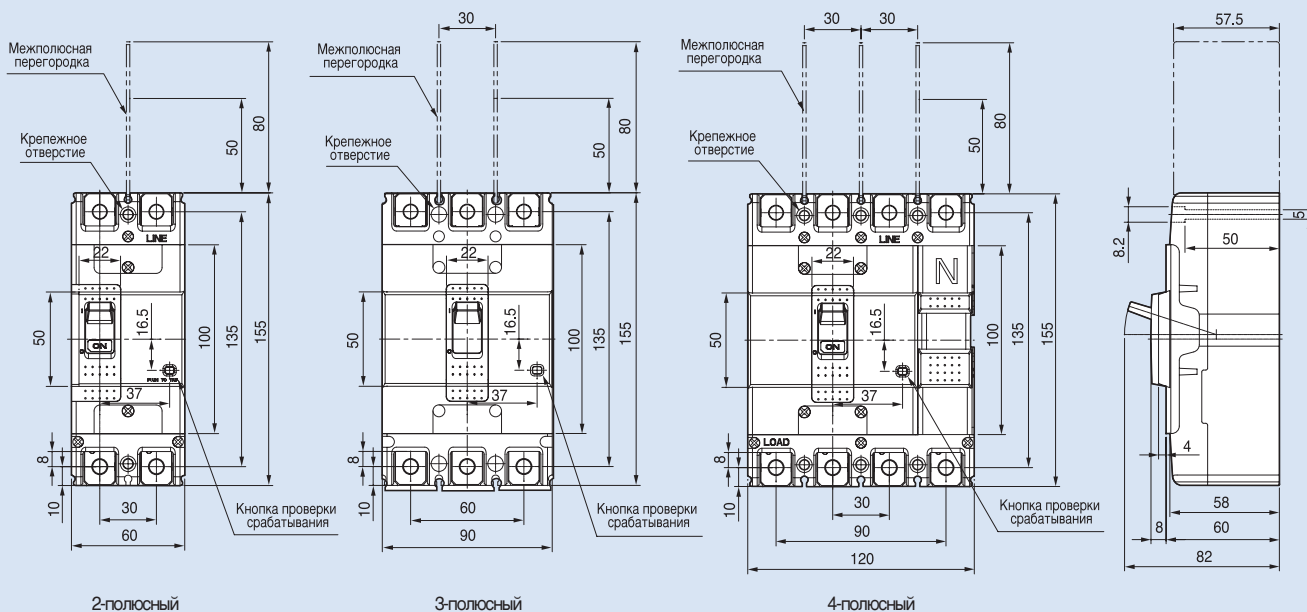 30
30
30
57.5
Межполюсная
перегородка
80
50
Крепежное
отверстие
LINE
22
50
16.5
ON
PUSH TO TRIP
37
100
135
155
8
10
30
60
Кнопка проверки
срабатывания
2-полюсный
Межполюсная
перегородка
80
50
Крепежное
отверстие
22
50
16.5
37
100
135
155
8
10
60
90
Кнопка проверки
срабатывания
3-полюсный
Межполюсная
перегородка
80
50
Крепежное
отверстие
LINE
N
22
50
16.5
ON
37
100
135
155
LOAD
8
10
30
90
120
Кнопка проверки
срабатывания
4-полюсный
8.2
50
5
4
58
8
60
82